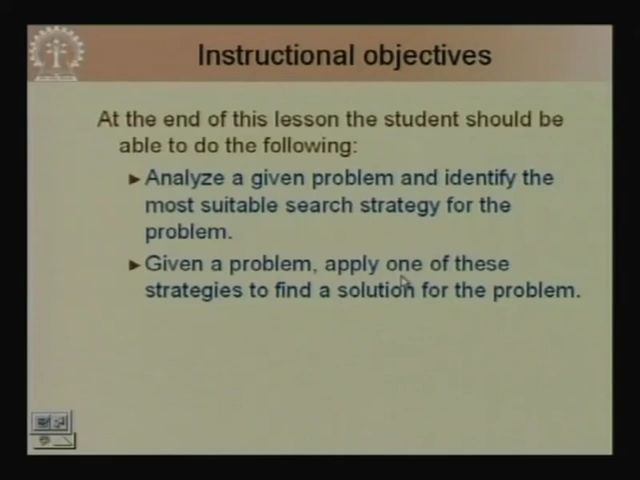 Instructional objectives
At the end of this lesson the student should be
able to do the following:
►Analyze a given problem and identify the
most suitable search strategy for the
problem.
►Given a problem, apply one of these
strategies to find a solution for the problem.